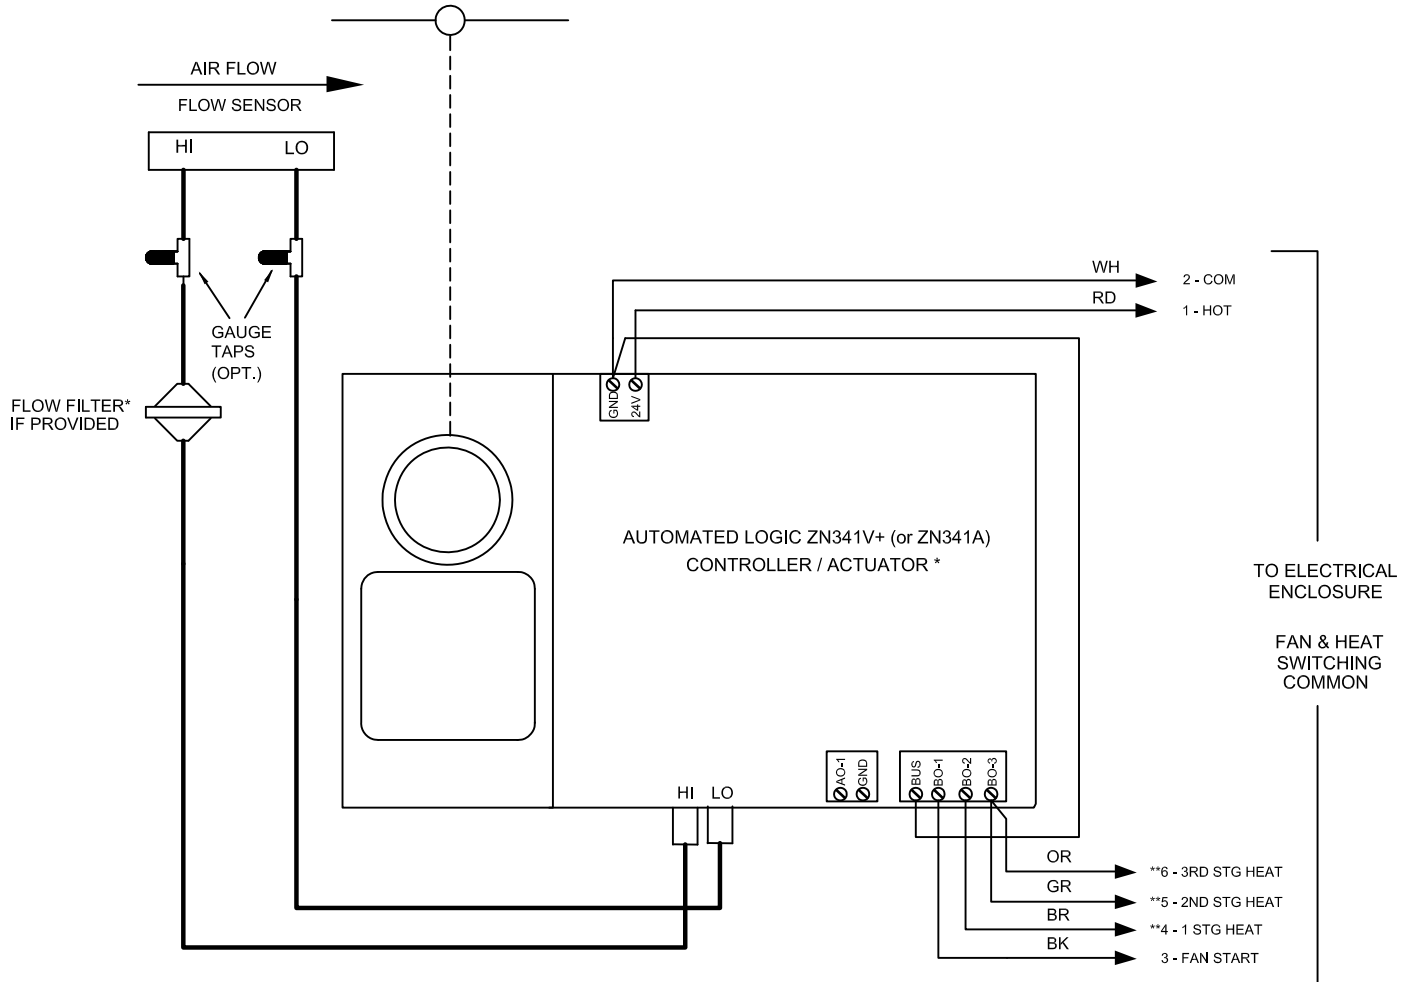 AIR FLOW
FLOW SENSOR
HI
LO
GAUGE
TAPS
(OPT.)
FLOW FILTER*
IF PROVIDED
WH
2 - COM
RD
1 - HOT
GND
24V
AUTOMATED LOGIC ZN341V+ (or ZN341A)
CONTROLLER / ACTUATOR *
TO ELECTRICAL
ENCLOSURE
FAN & HEAT
SWITCHING
COMMON
AO-1
GND
BUS
BO-1
BO-2
BO-3
HI
LO
OR
**6 - 3RD STG HEAT
GR
**5 - 2ND STG HEAT
BR
**4 - 1 STG HEAT
BK
3 - FAN START